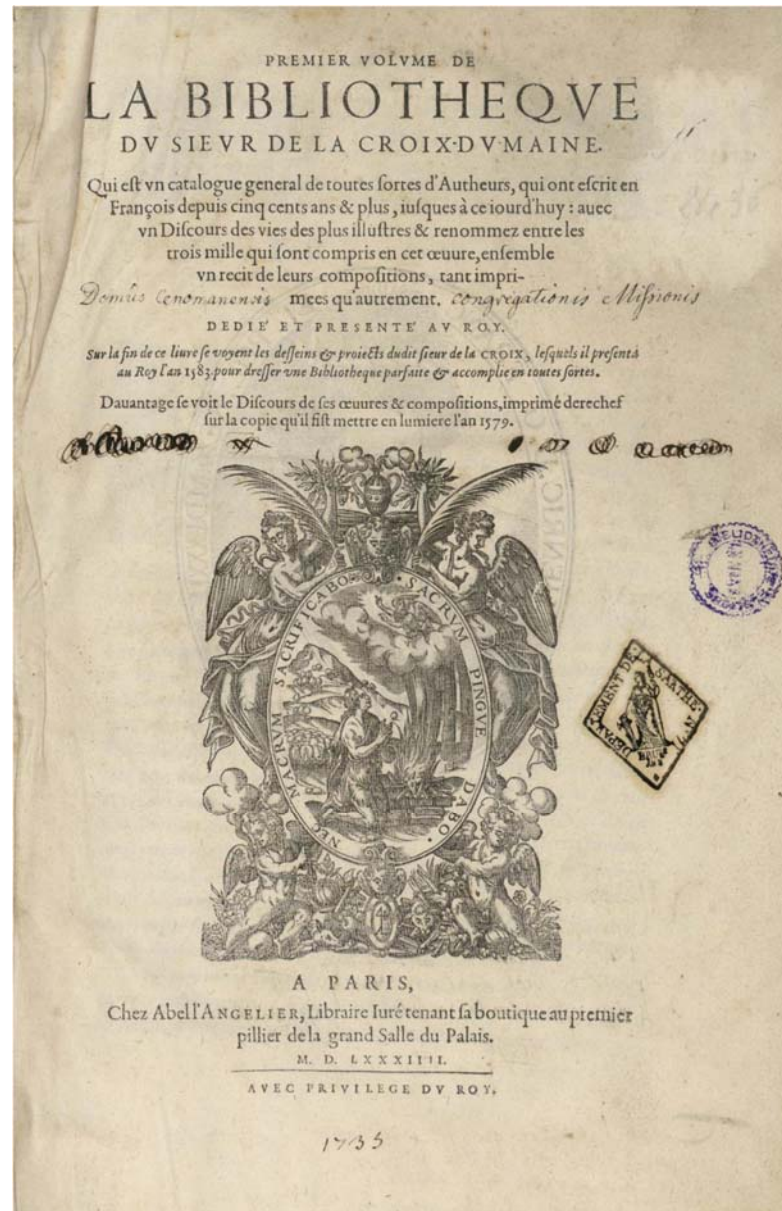 PREMIER VOLVME DE
LA BIBLIOTHEQVE
DV SIEVR DE LA CROIX-DV-MAINE.
Qui eſt vn catalogue general de toutes ſortes d'Autheurs, qui ont eſcrit en
François depuis cinq cents ans & plus, iuſques à ce iourd'huy : auec
vn Diſcours des vies des plus illuſtres & renommez entre les
trois mille qui ſont compris en cet œuure, enſemble
vn recit de leurs compoſitions, tant impri-
Domus Cenomanensis mees qu'autrement. congregationis Miſsionis
DEDIE' ET PRESENTE' AV ROY.
Sur la fin de ce liure ſe voyent les deſſeins & proiects dudit ſieur de la CROIX, leſquels il preſenta
au Roy l'an 1583. pour dreſſer vne Bibliotheque parfaite & accomplie en toutes ſortes.
Dauantage ſe voit le Diſcours de ſes œuures & compoſitions, imprimé derechef
ſur la copie qu'il fiſt mettre en lumiere l'an 1579.
NEC MACRVM SACRIFICABO · SACRVM PINGVE DABO ·
DEPARTEMENT DE LA SARTHE
A PARIS,
Chez Abel l'ANGELIER, Libraire Iuré tenant ſa boutique au premier
pillier de la grand Salle du Palais.
M. D. LXXXIIII.
AVEC PRIVILEGE DV ROY.
1735